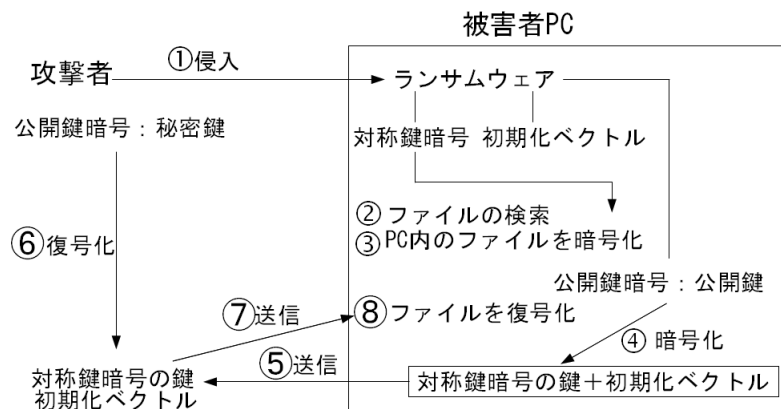 被害者PC
攻撃者
①侵入
ランサムウェア
公開鍵暗号：秘密鍵
対称鍵暗号 初期化ベクトル
②ファイルの検索
③PC内のファイルを暗号化
⑥復号化
公開鍵暗号：公開鍵
⑦送信
⑧ファイルを復号化
④暗号化
⑤送信
対称鍵暗号の鍵
初期化ベクトル
対称鍵暗号の鍵＋初期化ベクトル